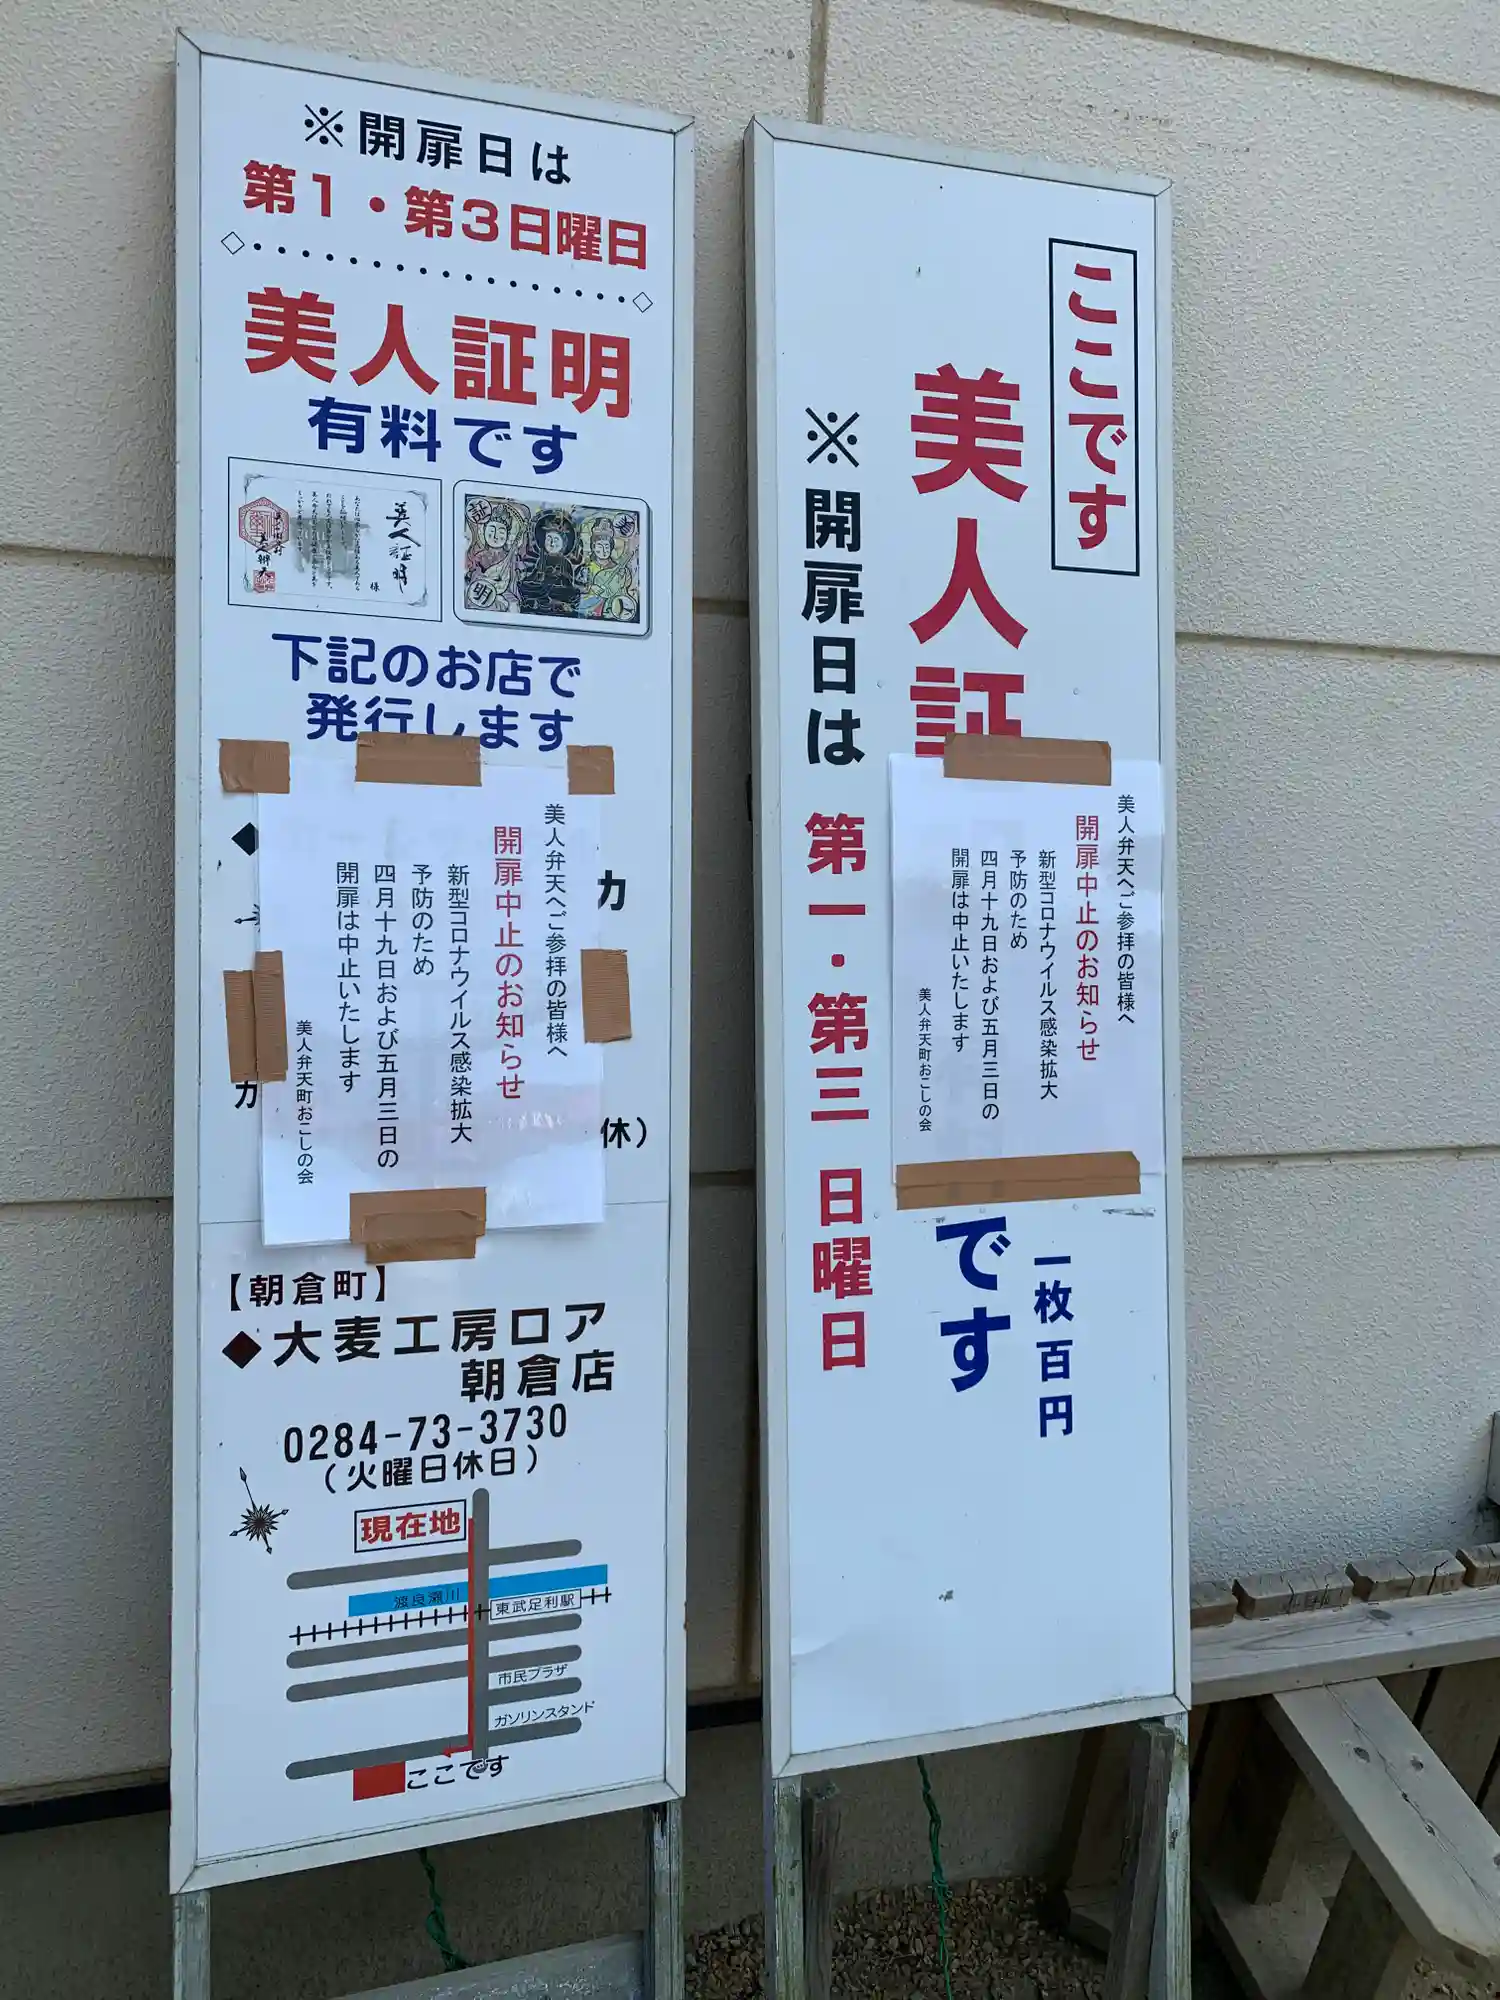 ※開扉日は
第1・第3日曜日
美人証明
有料です
美人証明
様
証
美
明
人
下記のお店で
発行します
美人弁天へご参拝の皆様へ
開扉中止のお知らせ
新型コロナウイルス感染拡大
予防のため
四月十九日および五月三日の
開扉は中止いたします
美人弁天町おこしの会
カ
休）
【朝倉町】
◆大麦工房ロア
朝倉店
0284-73-3730
（火曜日休日）
現在地
渡良瀬川
東武足利駅
市民プラザ
ガソリンスタンド
ここです
ここです
美人証
です
一枚百円
※開扉日は 第一・第三 日曜日
美人弁天へご参拝の皆様へ
開扉中止のお知らせ
新型コロナウイルス感染拡大
予防のため
四月十九日および五月三日の
開扉は中止いたします
美人弁天町おこしの会